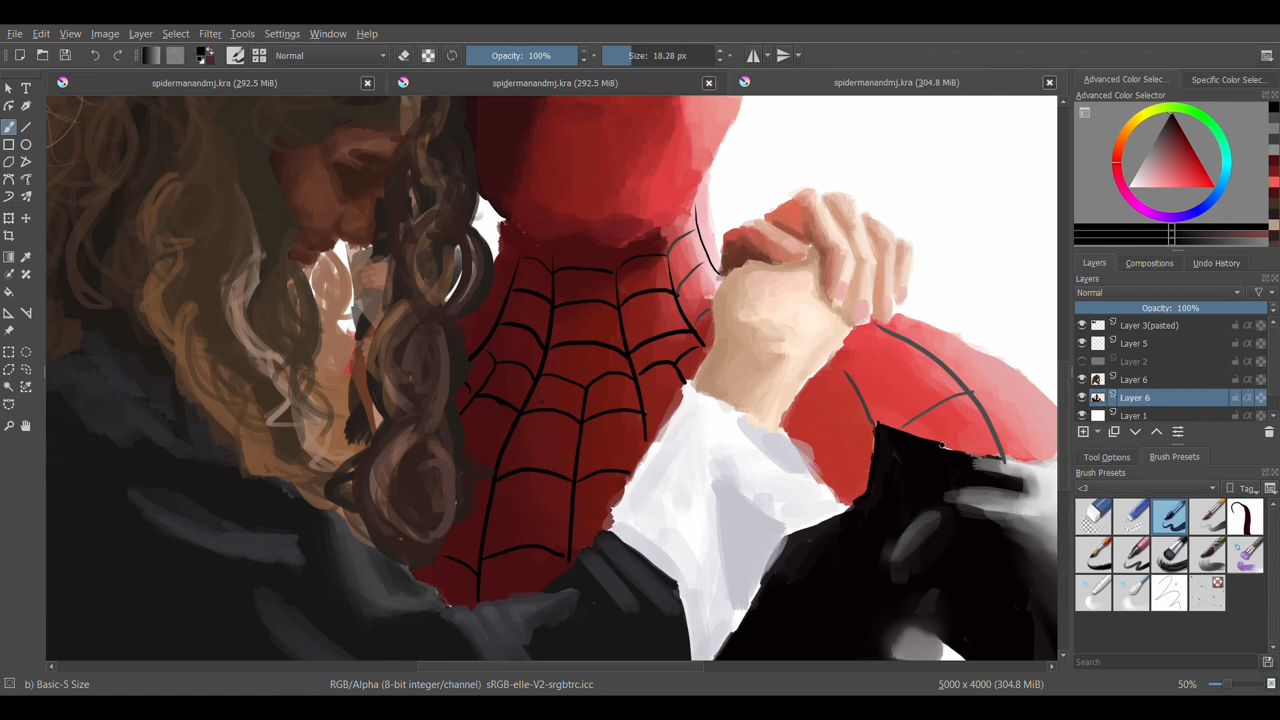 File Edit View Image Layer Select Filter Tools Settings Window Help
Normal Opacity: 100% Size: 18.28 px
spidermanandmj.kra (292.5 MiB) spidermanandmj.kra (292.5 MiB) spidermanandmj.kra (304.8 MiB)
Advanced Color Selec... Specific Color Selec...
Advanced Color Selector
Layers Compositions Undo History
Layers
Normal
Opacity: 100%
Layer 3(pasted)
Layer 5
Layer 2
Layer 6
Layer 6
Layer 1
Tool Options Brush Presets
Brush Presets
<3 Tag
Search
b) Basic-5 Size RGB/Alpha (8-bit integer/channel) sRGB-elle-V2-srgbtrc.icc 5000 x 4000 (304.8 MiB) 50%